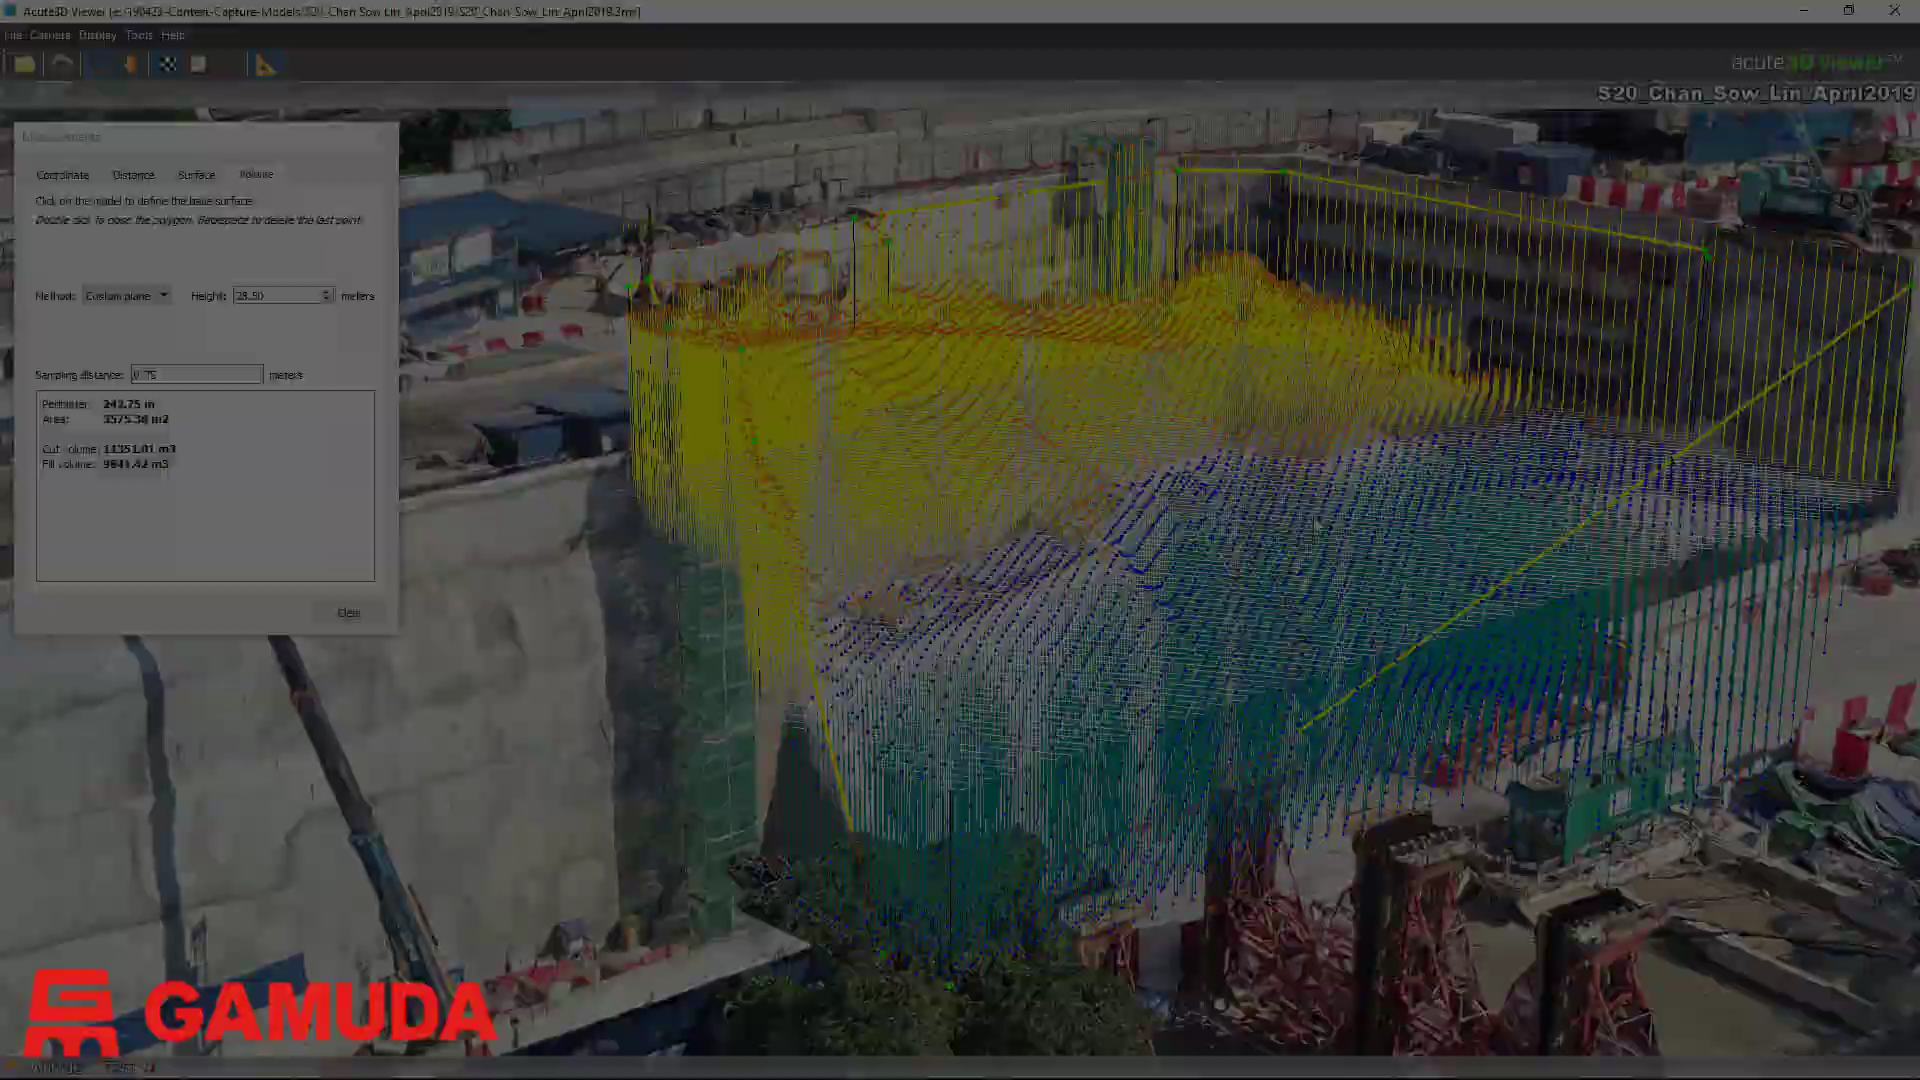 Acute3D Viewer
File Camera Display Tools Help
acute3D Viewer™
S20_Chan_Sow_Lin_April2019
Measurements
Coordinate Distance Surface Volume
Click on the model to define the base surface.
Double click to close the polygon. Backspace to delete the last point.
Method: Custom plane Height: 28.50 meters
Sampling distance: 0.75 meters
Perimeter: 242.75 m
Area: 3575.38 m2
Cut volume: 11351.01 m3
Fill volume: 9841.42 m3
Clear
GAMUDA